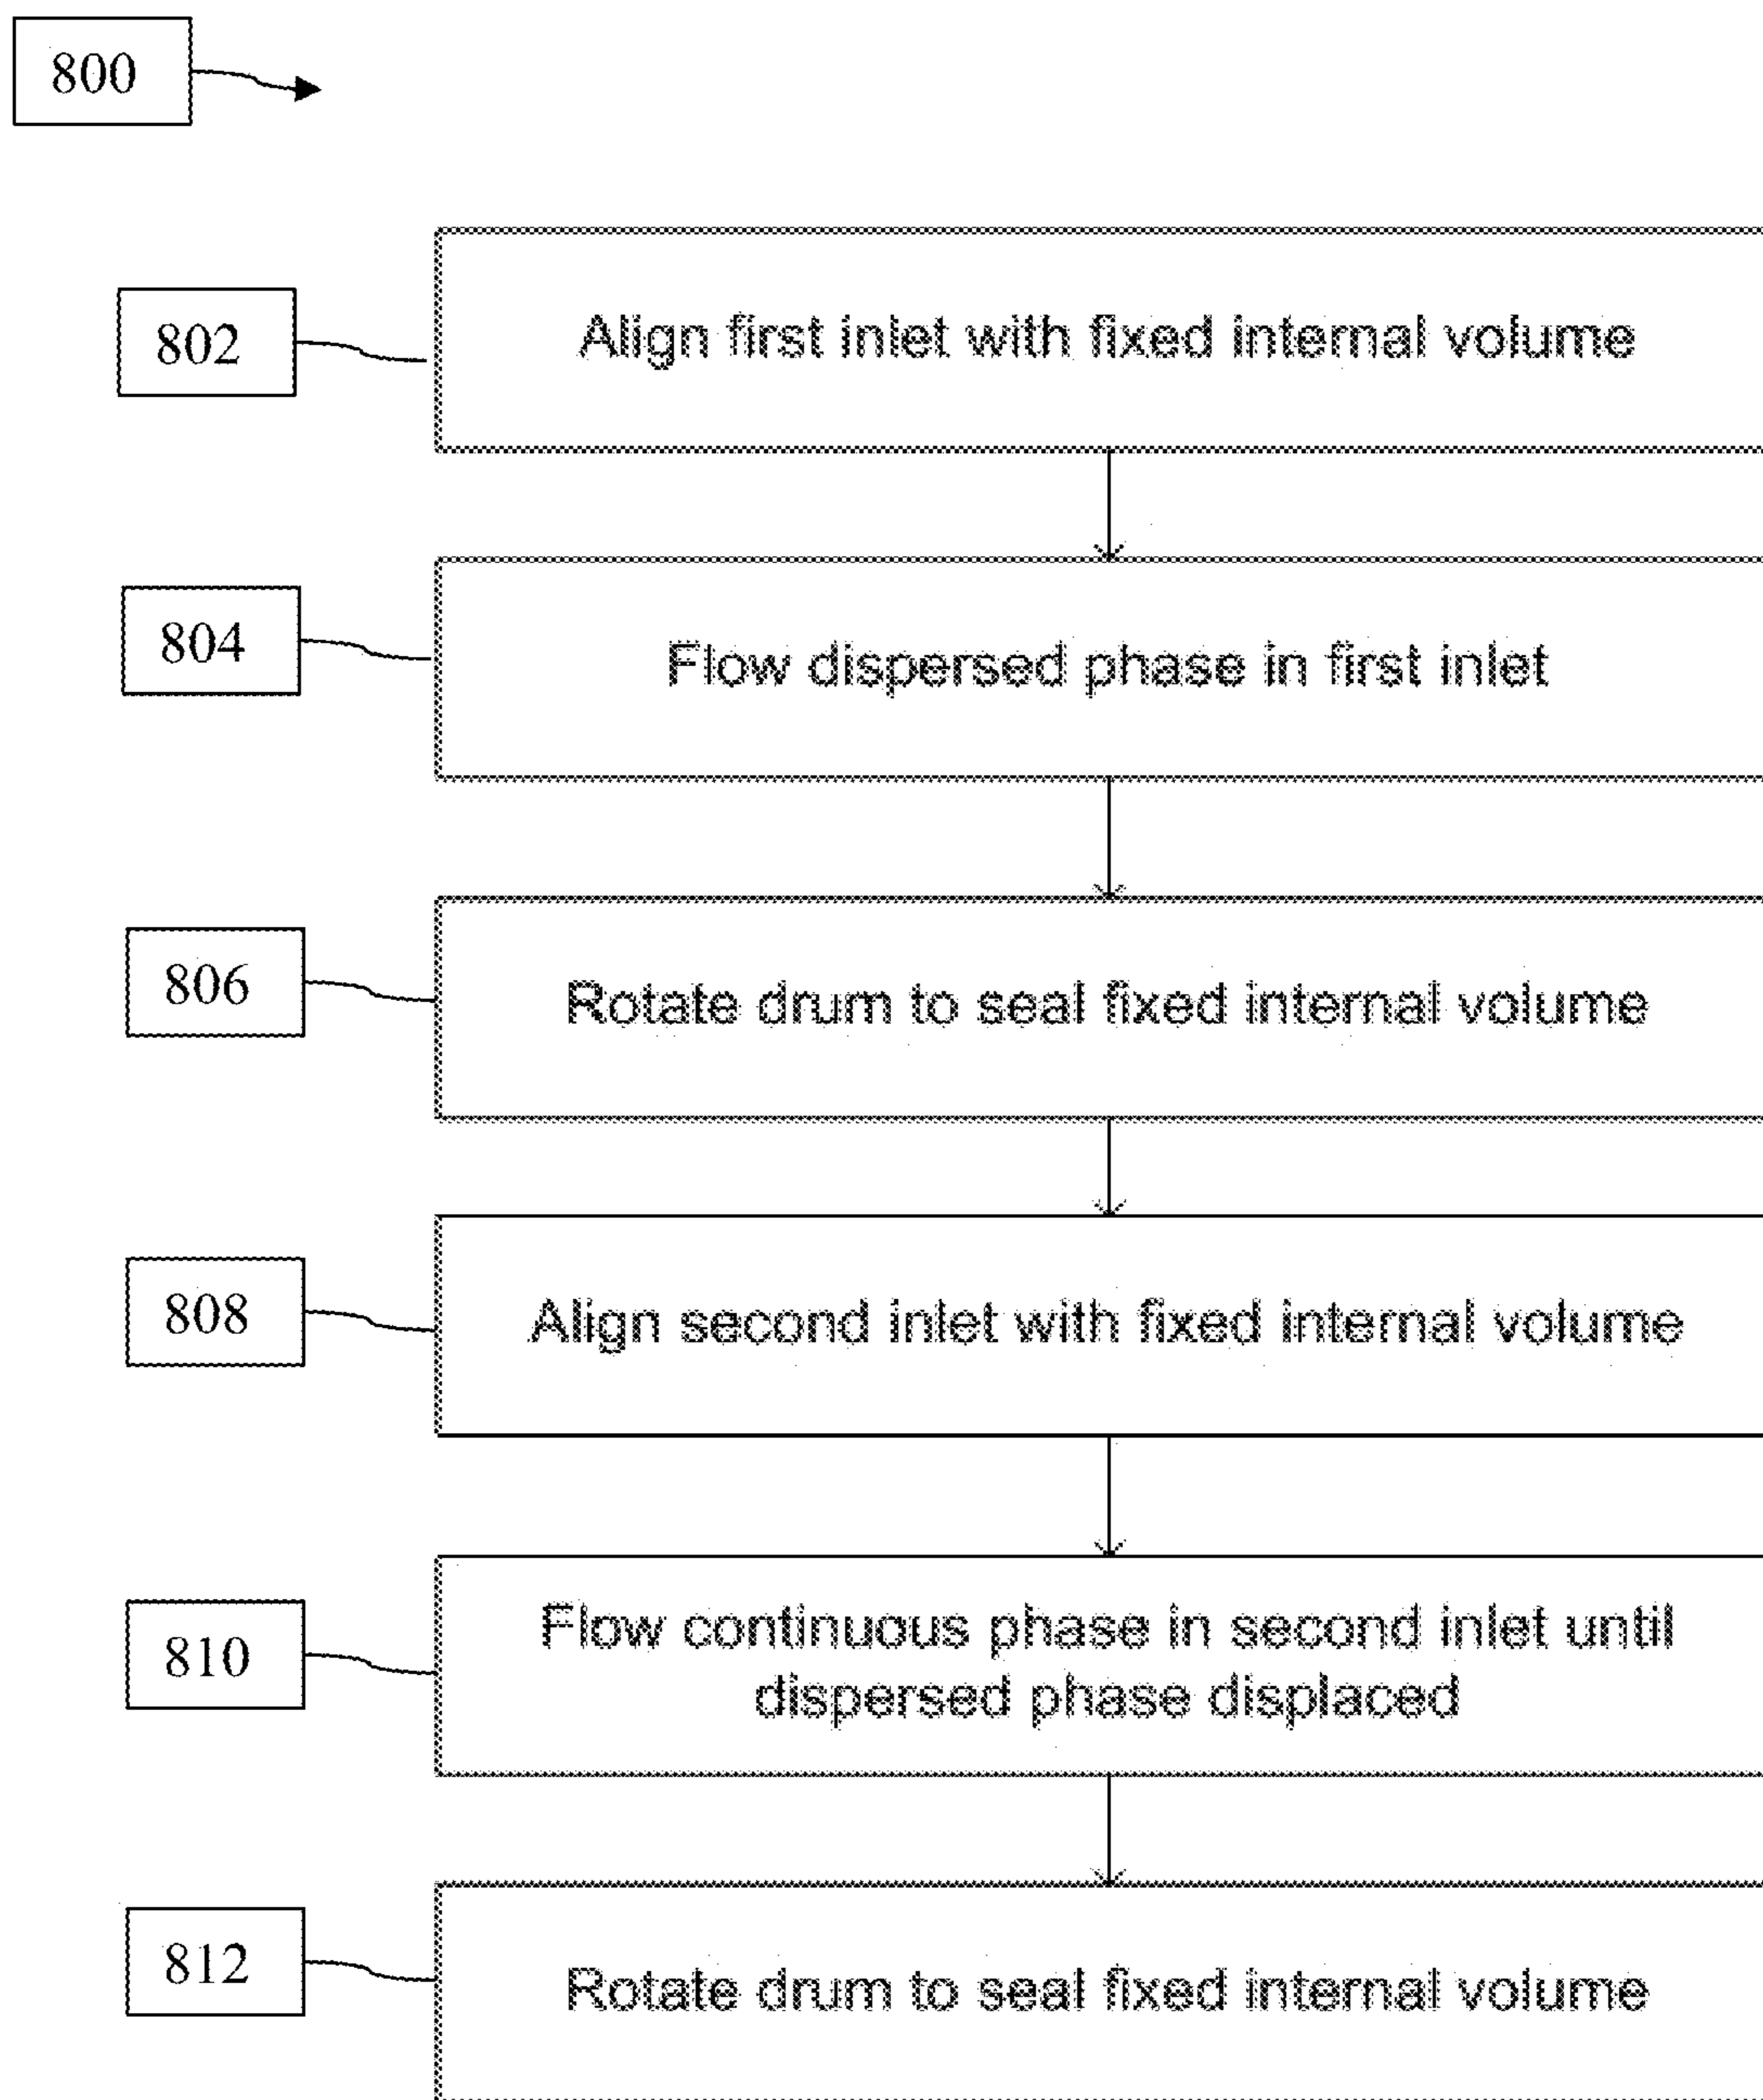 800
802
Align first inlet with fixed internal volume
804
Flow dispersed phase in first inlet
806
Rotate drum to seal fixed internal volume
808
Align second inlet with fixed internal volume
810
Flow continuous phase in second inlet until
dispersed phase displaced
812
Rotate drum to seal fixed internal volume